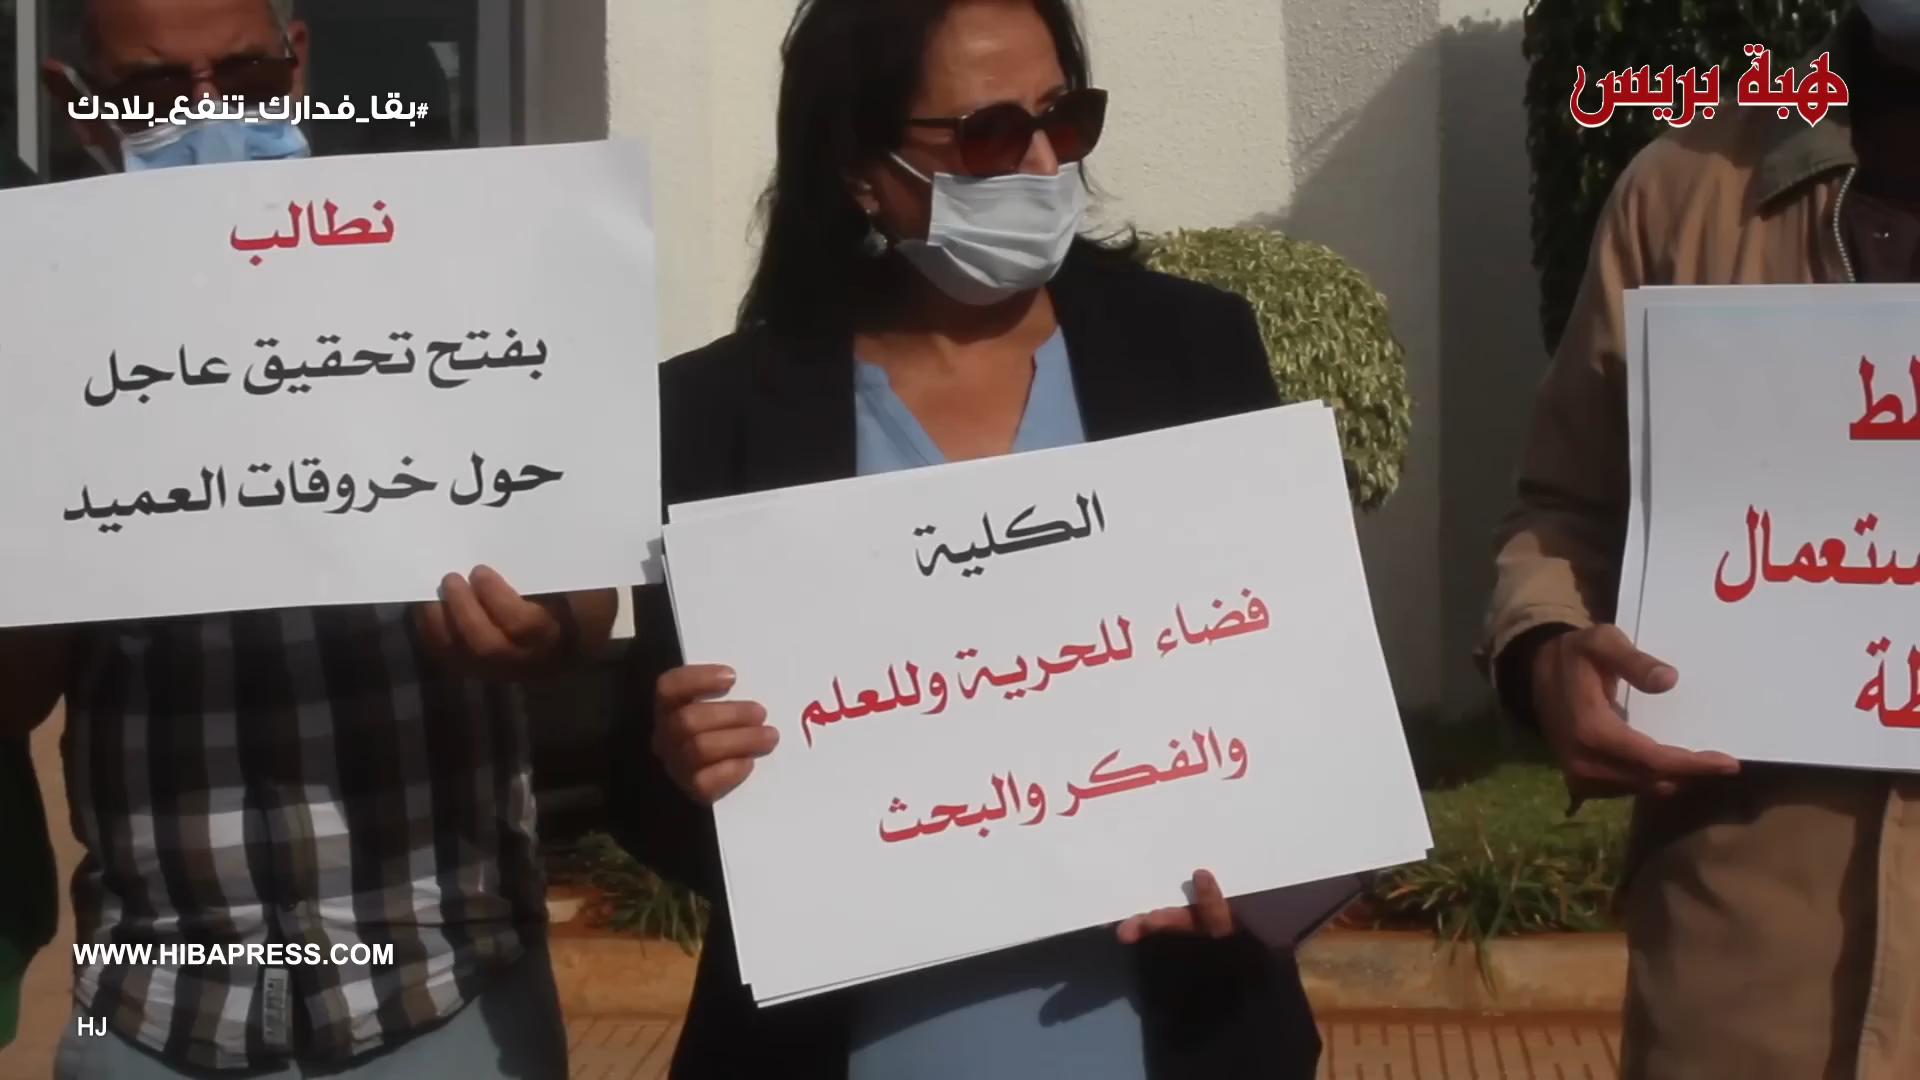 #بقا_فدارك_تنفع_بلادك
هبة بريس
نطالب
بفتح تحقيق عاجل
حول خروقات العميد
الكلية
فضاء للحرية وللعلم
والفكر والبحث
WWW.HIBAPRESS.COM
HJ